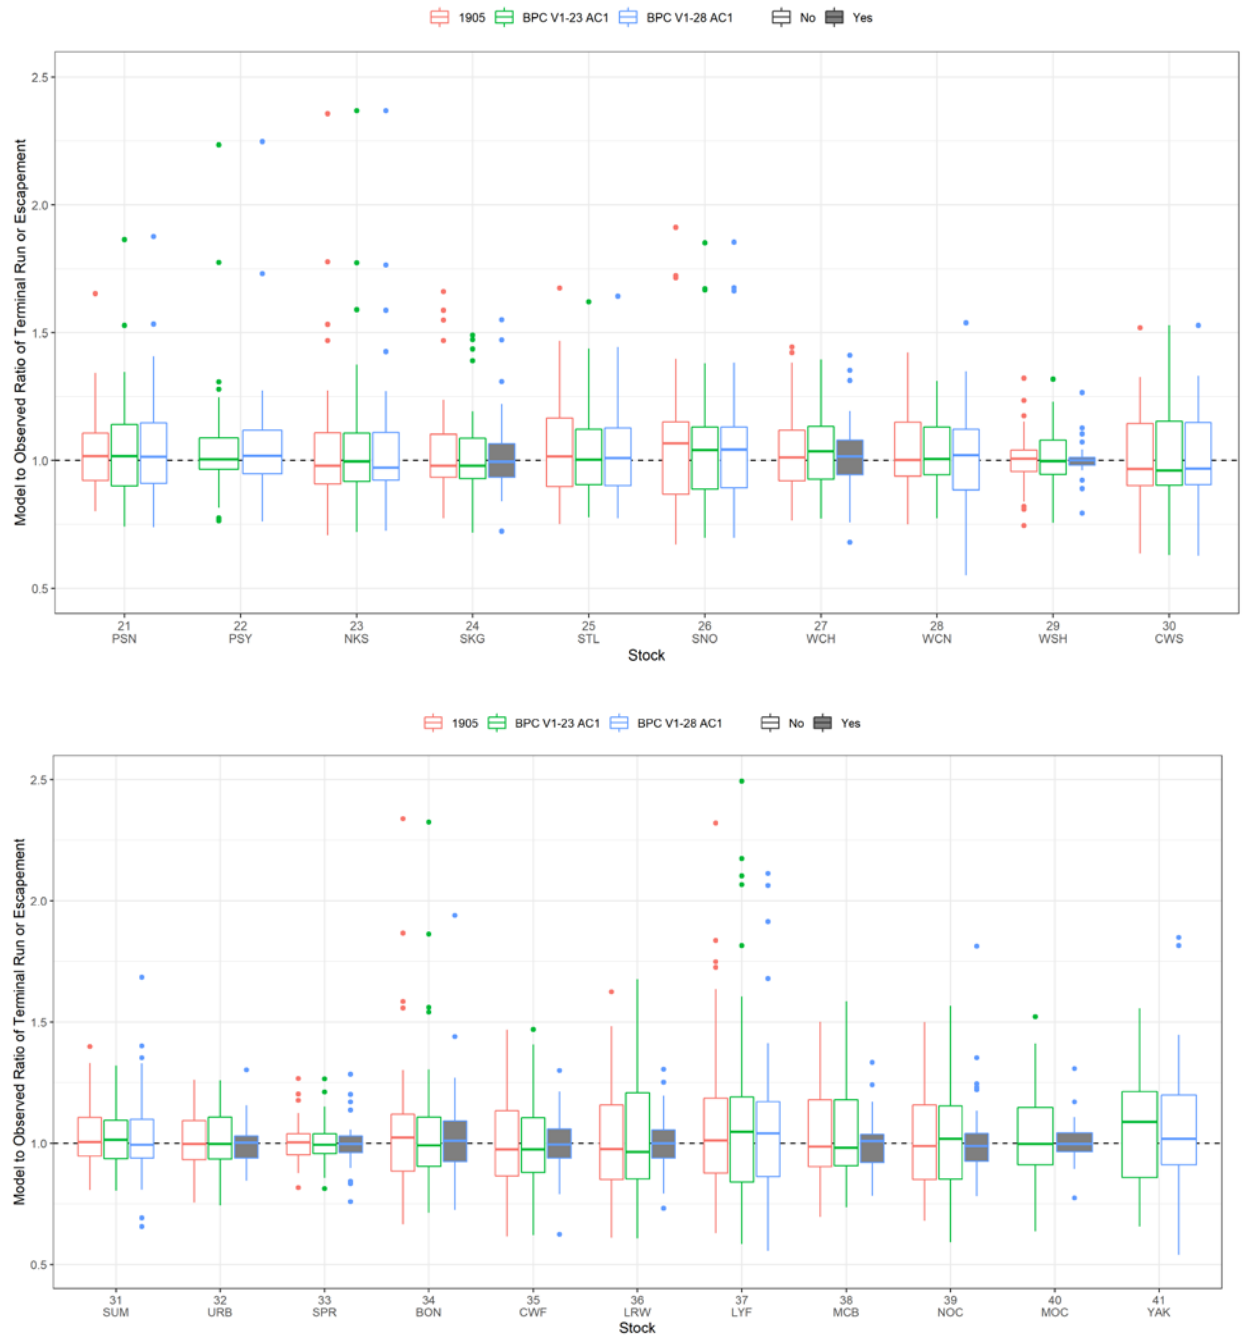 1905 BPC V1-23 AC1 BPC V1-28 AC1 No Yes
Model to Observed Ratio of Terminal Run or Escapement
2.5
2.0
1.5
1.0
0.5
21 22 23 24 25 26 27 28 29 30
PSN PSY NKS SKG STL SNO WCH WCN WSH CWS
Stock
1905 BPC V1-23 AC1 BPC V1-28 AC1 No Yes
Model to Observed Ratio of Terminal Run or Escapement
2.5
2.0
1.5
1.0
0.5
31 32 33 34 35 36 37 38 39 40 41
SUM URB SPR BON CWF LRW LYF MCB NOC MOC YAK
Stock